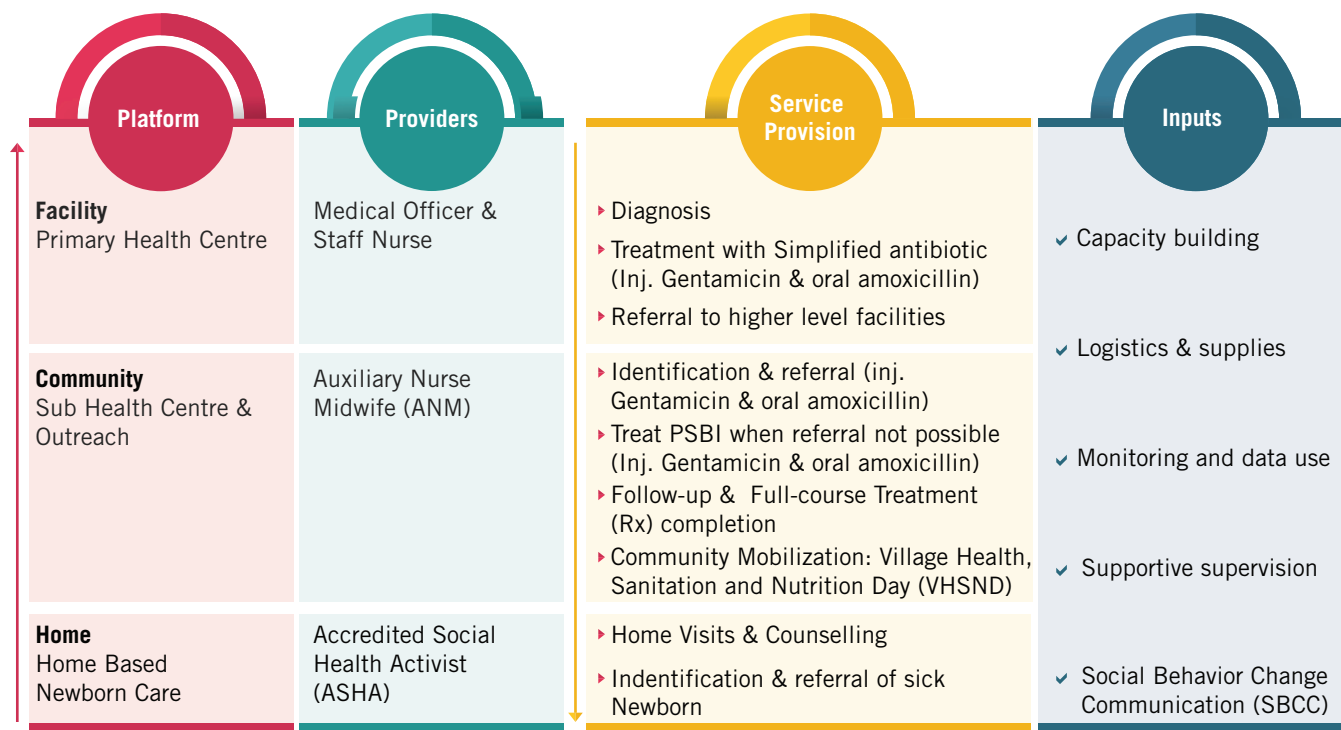 Platform
Providers
Service
Provision
Inputs
Facility
Primary Health Centre
Medical Officer &
Staff Nurse
Diagnosis
Treatment with Simplified antibiotic
(Inj. Gentamicin & oral amoxicillin)
Referral to higher level facilities
Community
Sub Health Centre &
Outreach
Auxiliary Nurse
Midwife (ANM)
Identification & referral (inj.
Gentamicin & oral amoxicillin)
Treat PSBI when referral not possible
(Inj. Gentamicin & oral amoxicillin)
Follow-up & Full-course Treatment
(Rx) completion
Community Mobilization: Village Health,
Sanitation and Nutrition Day (VHSND)
Home
Home Based
Newborn Care
Accredited Social
Health Activist
(ASHA)
Home Visits & Counselling
Indentification & referral of sick
Newborn
Capacity building
Logistics & supplies
Monitoring and data use
Supportive supervision
Social Behavior Change
Communication (SBCC)